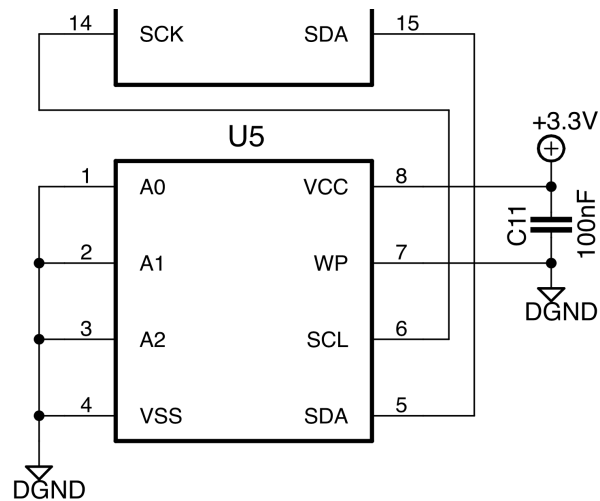 14 SCK SDA 15
+3.3V
U5
1 A0 VCC 8
C11 100nF
2 A1 WP 7
DGND
3 A2 SCL 6
4 VSS SDA 5
DGND